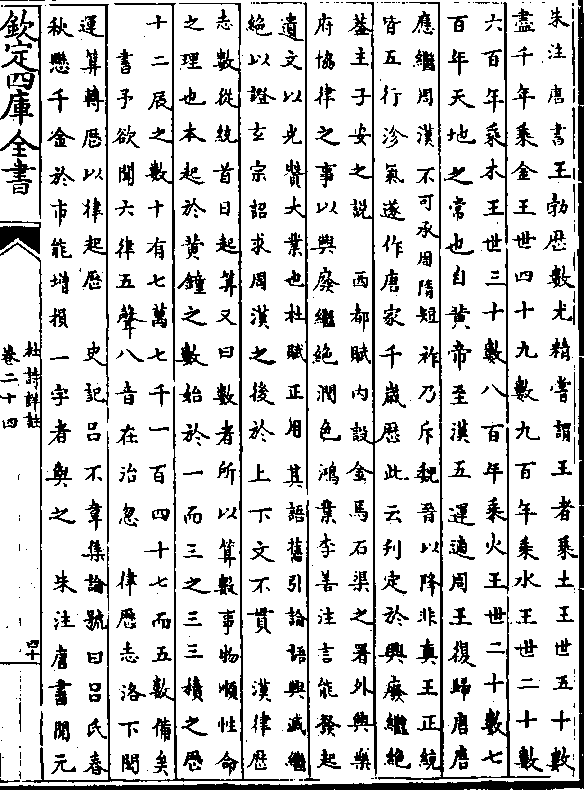 朱注唐書王勃歴數尤精嘗謂王者乘土王世五十數
盡千年乘金王世四十九數九百年乘水王世二十數
六百年乘木王世三十數八百年乘火王世二十數七
百年天地之常也自黄帝至漢五運適周王復歸唐唐
應繼周漢不可承周隋短祚乃斥魏晉以降非真王正統
皆五行沴氣遂作唐家千歲歴此云刋定於興廢繼絶
葢主子安之說　西都賦内設金馬石渠之署外興樂
府協律之事以興廢繼絶潤色鴻業李善注言能發起
遺文以光贊大業也杜賦正用其語舊引論語興滅繼
絶以證玄宗詔求周漢之後於上下文不貫　漢律歴
志數從統首日起算又曰數者所以算數事物順性命
之理也本起於黄鐘之數始於一而三之三三積之歴
十二辰之數十有七萬七千一百四十七而五數備矣
書予欲聞六律五聲八音在治忽　律歴志洛下閎
運算轉歴以律起歴　史記吕不韋集論號曰吕氏春
秋懸千金於市能增損一字者與之　朱注唐書開元
欽定四庫全書
杜詩詳註
卷二十四
四十